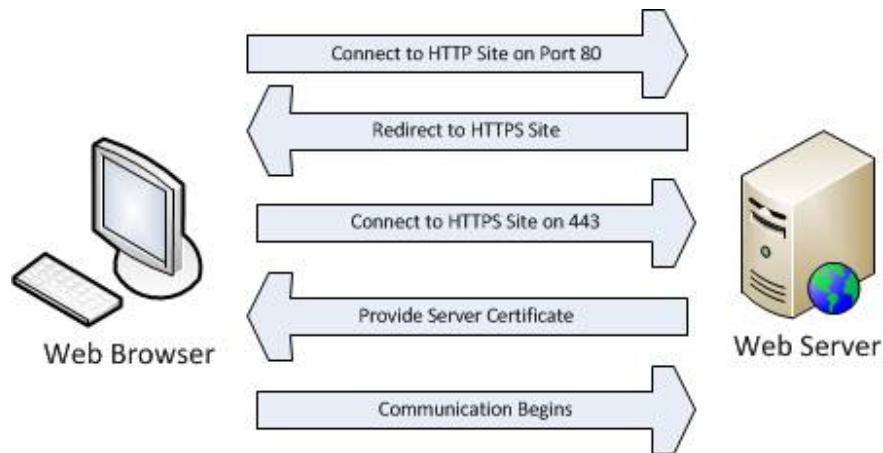 Connect to HTTP Site on Port 80
Redirect to HTTPS Site
Connect to HTTPS Site on 443
Provide Server Certificate
Web Browser
Web Server
Communication Begins